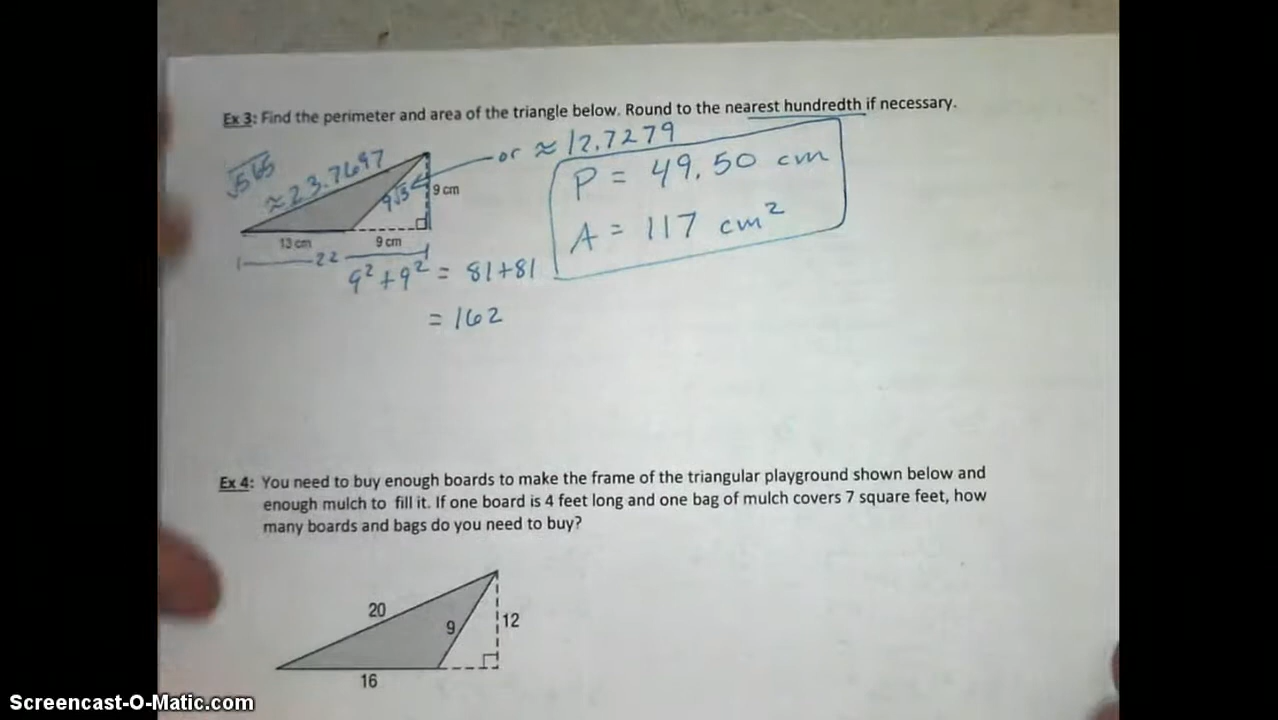 Ex 3: Find the perimeter and area of the triangle below. Round to the nearest hundredth if necessary.
√565
≈23.7697
or ≈ 12.7279
9 cm
P = 49.50 cm
A = 117 cm²
13 cm
9 cm
22
9² + 9² = 81+81
= 162
Ex 4: You need to buy enough boards to make the frame of the triangular playground shown below and
enough mulch to fill it. If one board is 4 feet long and one bag of mulch covers 7 square feet, how
many boards and bags do you need to buy?
20
9
12
16
Screencast-O-Matic.com